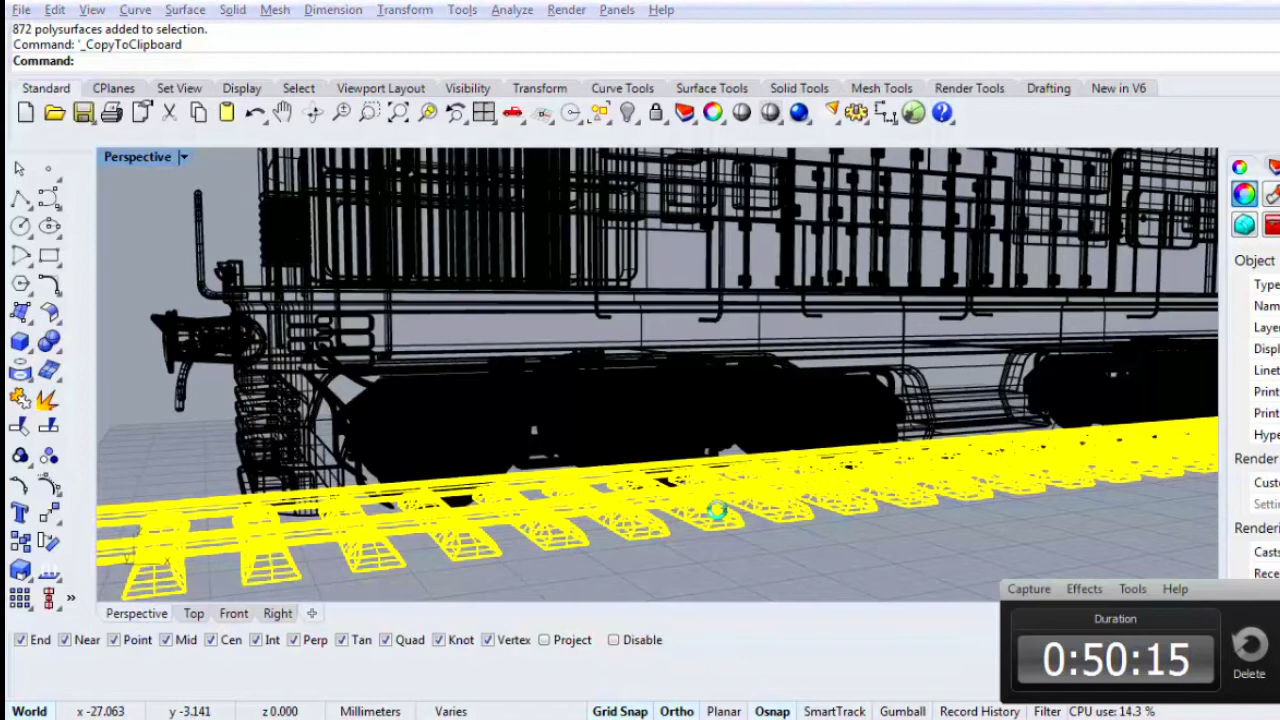 File Edit View Curve Surface Solid Mesh Dimension Transform Tools Analyze Render Panels Help
872 polysurfaces added to selection.
Command: '_CopyToClipboard
Command:
Standard CPlanes Set View Display Select Viewport Layout Visibility Transform Curve Tools Surface Tools Solid Tools Mesh Tools Render Tools Drafting New in V6
Perspective
Object
Type
Nam
Laye
Displ
Linet
Print
Print
Hype
Render
Custo
Settin
Render
Casts
Recei
Capture Effects Tools Help
Duration
0:50:15
Delete
Perspective Top Front Right
End Near Point Mid Cen Int Perp Tan Quad Knot Vertex Project Disable
World x -27.063 y -3.141 z 0.000 Millimeters Varies Grid Snap Ortho Planar Osnap SmartTrack Gumball Record History Filter CPU use: 14.3 %